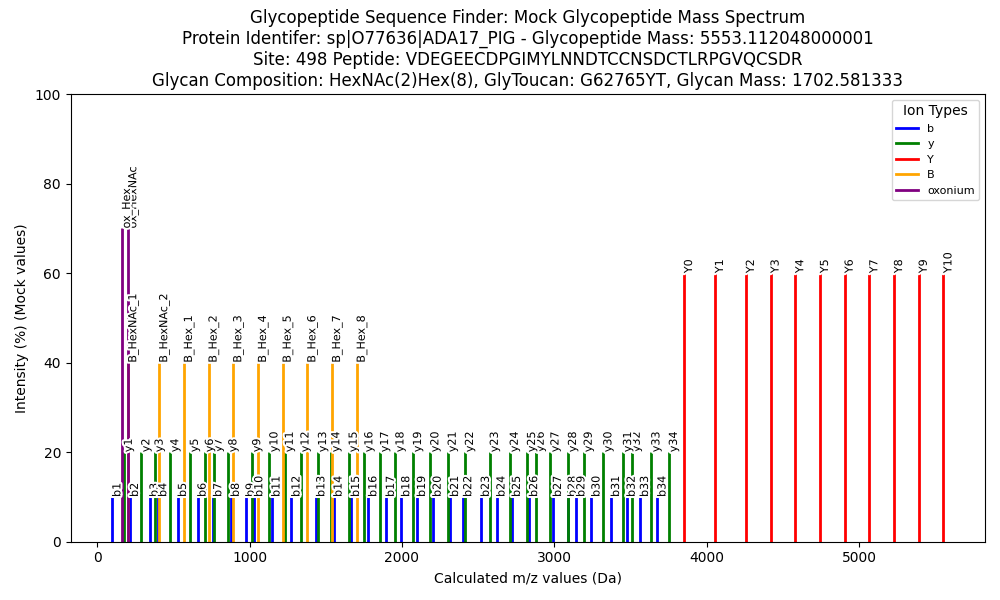 Glycopeptide Sequence Finder: Mock Glycopeptide Mass Spectrum
Protein Identifer: sp|O77636|ADA17_PIG - Glycopeptide Mass: 5553.112048000001
Site: 498 Peptide: VDEGEECDPGIMYLNNDTCCNSDCTLRPGVQCSDR
Glycan Composition: HexNAc(2)Hex(8), GlyToucan: G62765YT, Glycan Mass: 1702.581333
100
80
60
40
20
0
Intensity (%) (Mock values)
Ion Types
b
y
Y
B
oxonium
ox_Hex
ox_HexNAc
Y0 Y1 Y2 Y3 Y4 Y5 Y6 Y7 Y8 Y9 Y10
B_HexNAc_1 B_HexNAc_2 B_Hex_1 B_Hex_2 B_Hex_3 B_Hex_4 B_Hex_5 B_Hex_6 B_Hex_7 B_Hex_8
y1 y2 y3 y4 y5 y6 y7 y8 y9 y10 y11 y12 y13 y14 y15 y16 y17 y18 y19 y20 y21 y22 y23 y24 y25 y26 y27 y28 y29 y30 y31 y32 y33 y34
b1 b2 b3 b4 b5 b6 b7 b8 b9 b10 b11 b12 b13 b14 b15 b16 b17 b18 b19 b20 b21 b22 b23 b24 b25 b26 b27 b28 b29 b30 b31 b32 b33 b34
0 1000 2000 3000 4000 5000
Calculated m/z values (Da)